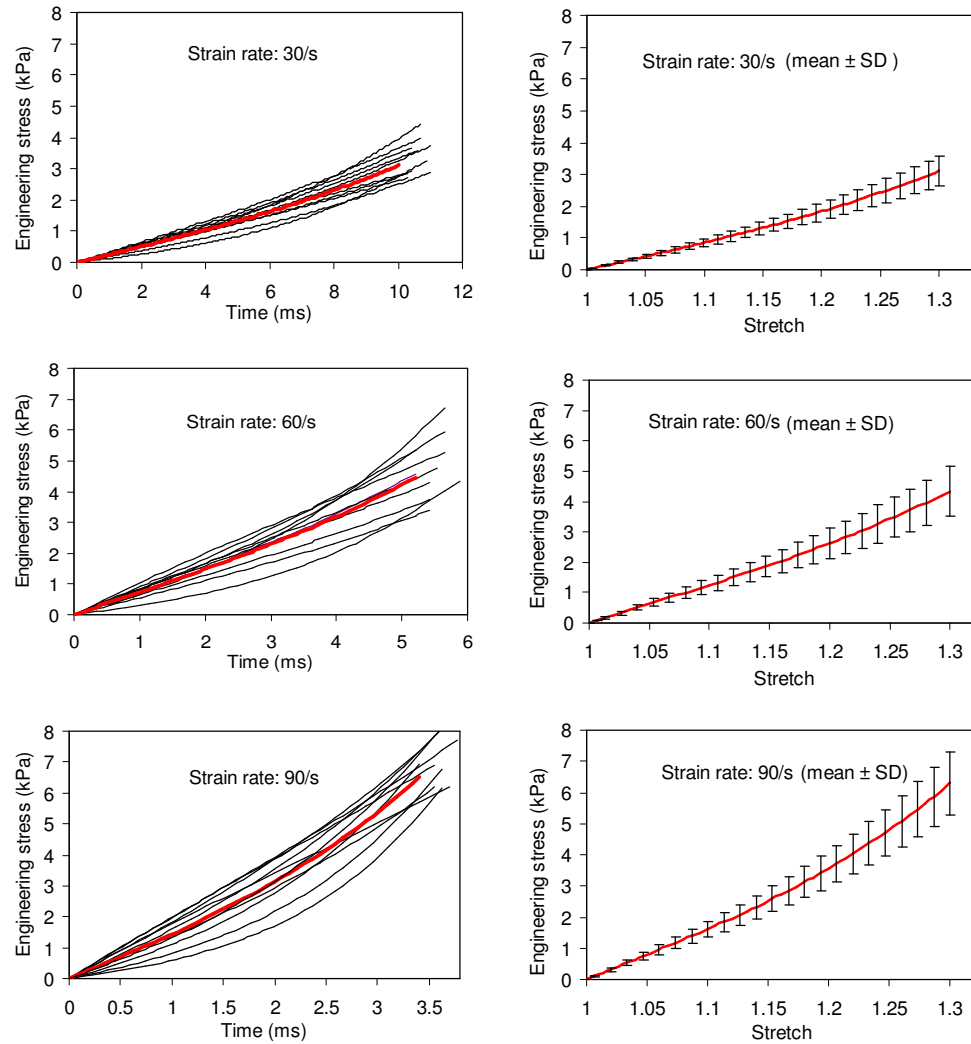 Engineering stress (kPa)
8
7
6
5
4
3
2
1
0
Strain rate: 30/s
0 2 4 6 8 10 12
Time (ms)
Engineering stress (kPa)
8
7
6
5
4
3
2
1
0
Strain rate: 30/s (mean ± SD )
1 1.05 1.1 1.15 1.2 1.25 1.3
Stretch
Engineering stress (kPa)
8
7
6
5
4
3
2
1
0
Strain rate: 60/s
0 1 2 3 4 5 6
Time (ms)
Engineering stress (kPa)
8
7
6
5
4
3
2
1
0
Strain rate: 60/s (mean ± SD)
1 1.05 1.1 1.15 1.2 1.25 1.3
Stretch
Engineering stress (kPa)
8
7
6
5
4
3
2
1
0
Strain rate: 90/s
0 0.5 1 1.5 2 2.5 3 3.5
Time (ms)
Engineering stress (kPa)
8
7
6
5
4
3
2
1
0
Strain rate: 90/s (mean ± SD)
1 1.05 1.1 1.15 1.2 1.25 1.3
Stretch